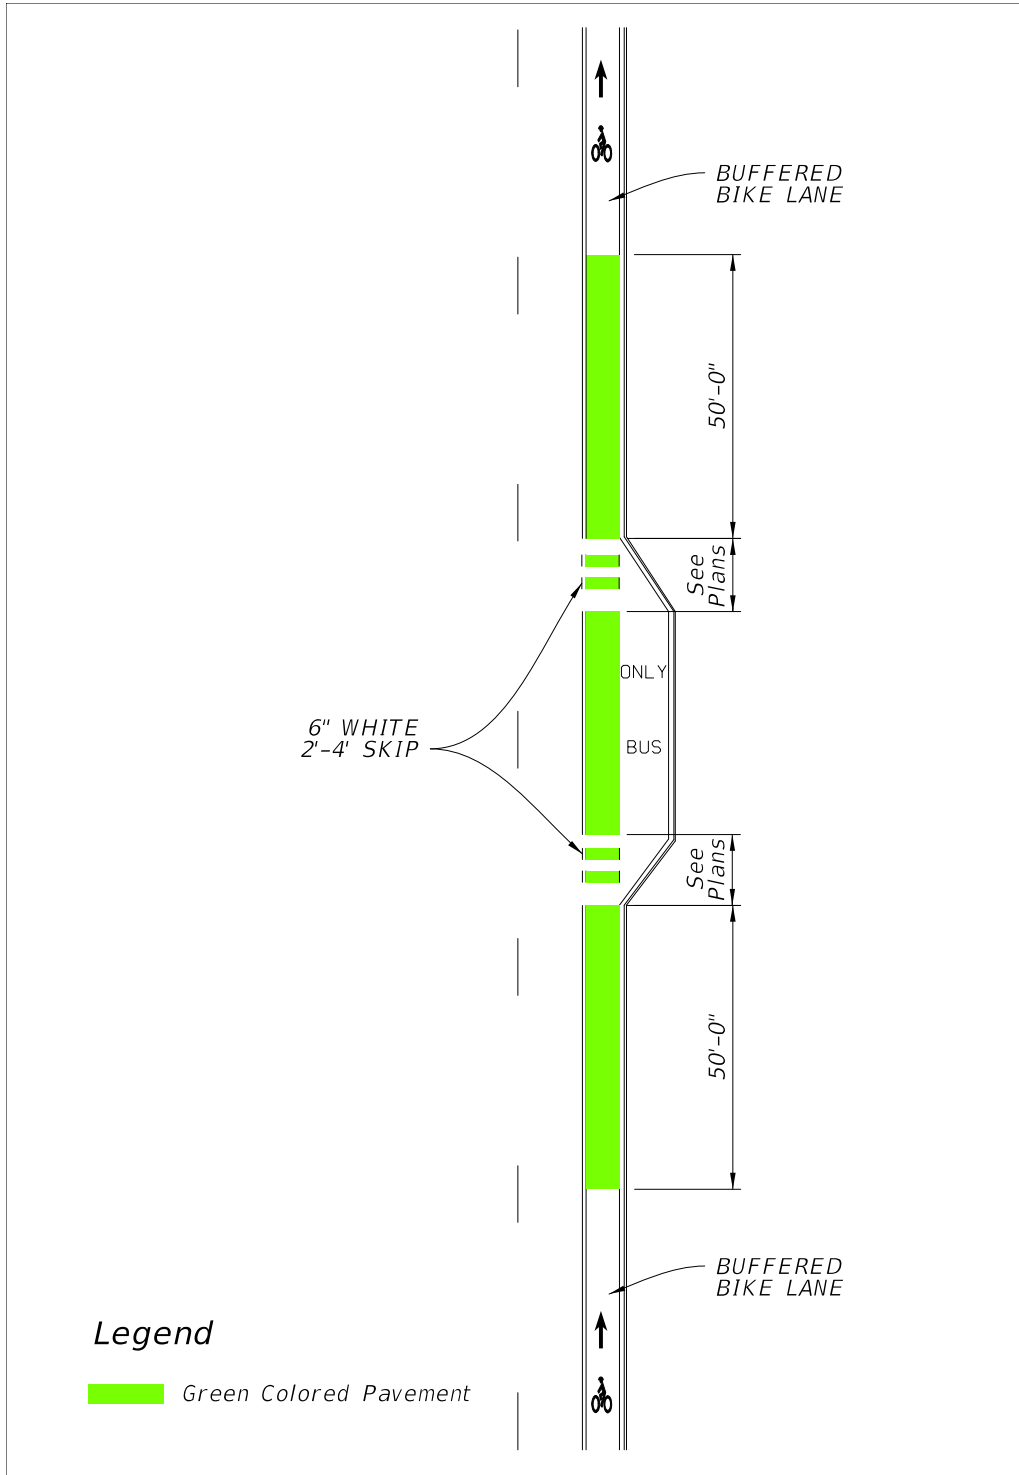 BUFFERED
BIKE LANE
50'-0"
See
Plans
ONLY
6" WHITE
2'-4' SKIP
BUS
See
Plans
50'-0"
BUFFERED
BIKE LANE
Legend
Green Colored Pavement